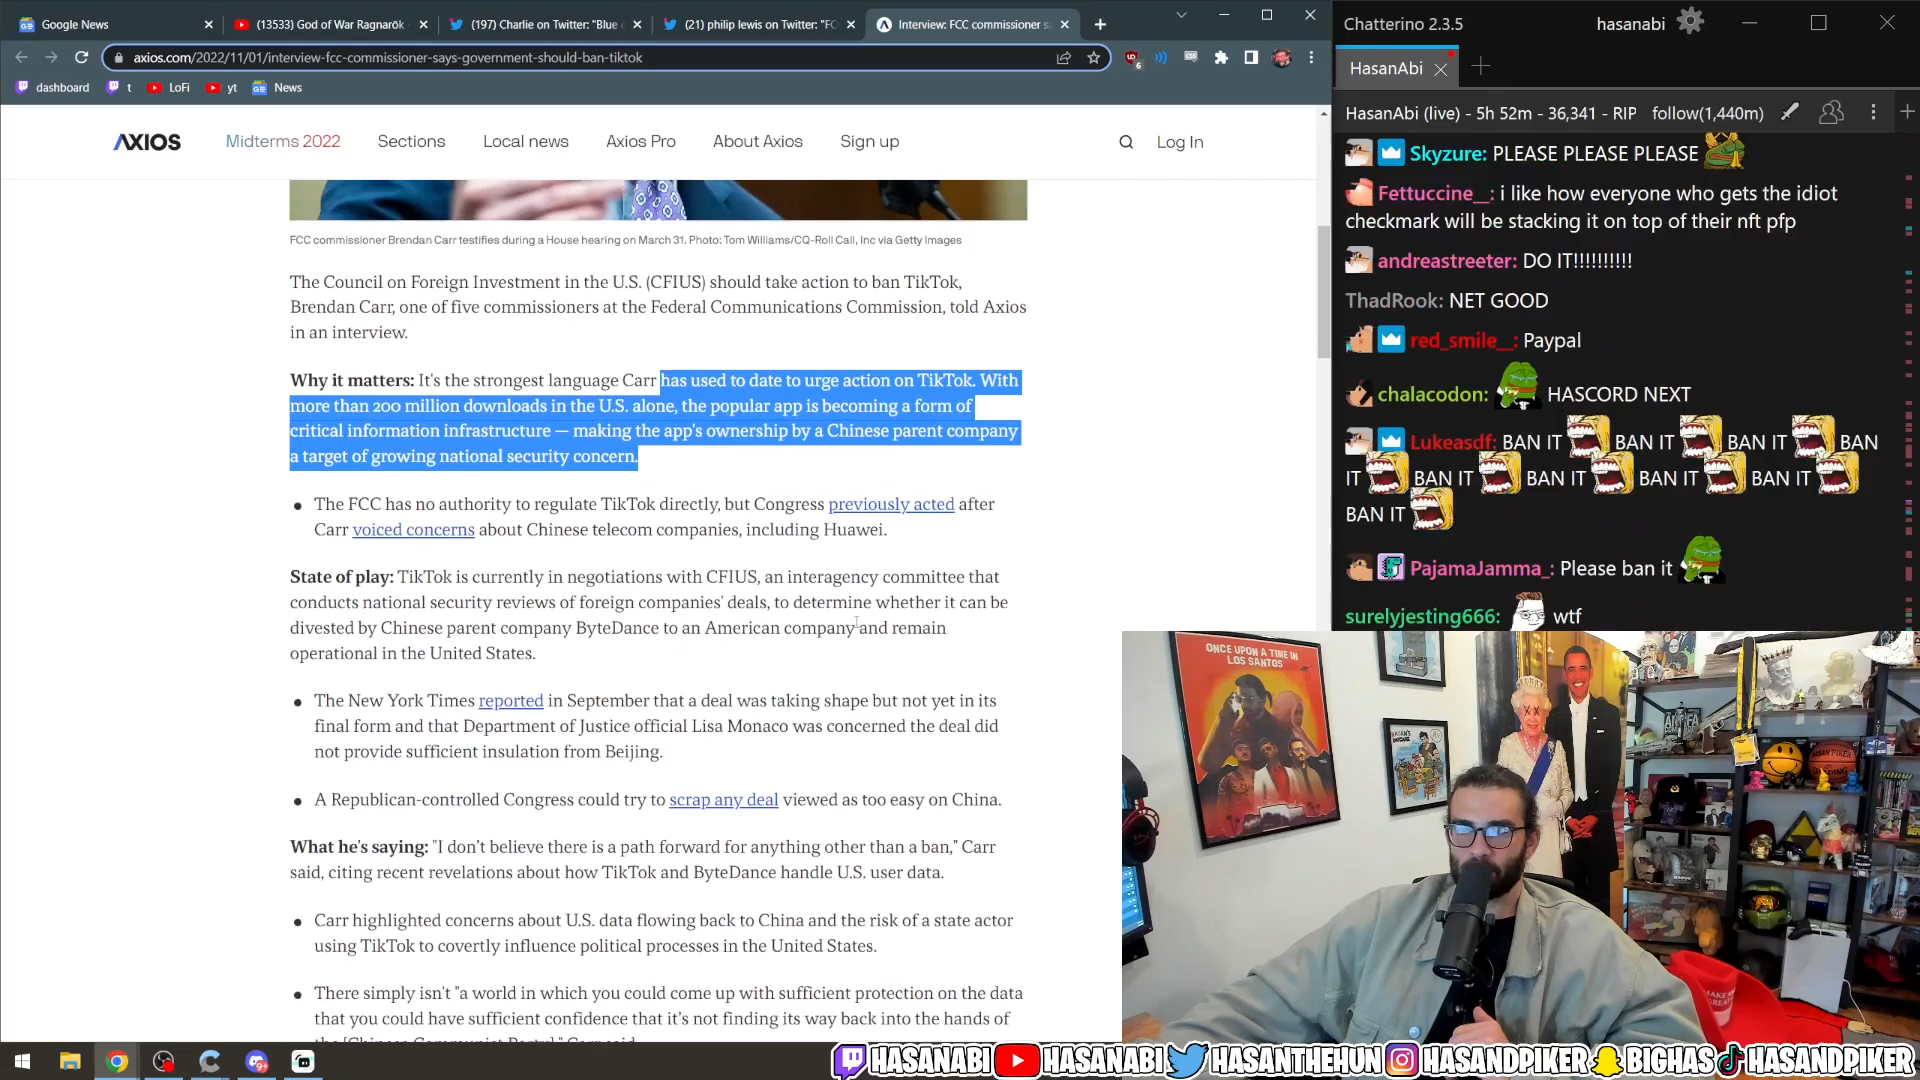 Google News
(13533) God of War Ragnarök
(197) Charlie on Twitter: "Blue
(21) philip lewis on Twitter: "FC
Interview: FCC commissioner s
axios.com/2022/11/01/interview-fcc-commissioner-says-government-should-ban-tiktok
dashboard
t
LoFi
yt
News
AXIOS
Midterms 2022
Sections
Local news
Axios Pro
About Axios
Sign up
Log In
FCC commissioner Brendan Carr testifies during a House hearing on March 31. Photo: Tom Williams/CQ-Roll Call, Inc via Getty Images
The Council on Foreign Investment in the U.S. (CFIUS) should take action to ban TikTok,
Brendan Carr, one of five commissioners at the Federal Communications Commission, told Axios
in an interview.
Why it matters: It's the strongest language Carr has used to date to urge action on TikTok. With
more than 200 million downloads in the U.S. alone, the popular app is becoming a form of
critical information infrastructure — making the app's ownership by a Chinese parent company
a target of growing national security concern.
The FCC has no authority to regulate TikTok directly, but Congress previously acted after
Carr voiced concerns about Chinese telecom companies, including Huawei.
State of play: TikTok is currently in negotiations with CFIUS, an interagency committee that
conducts national security reviews of foreign companies' deals, to determine whether it can be
divested by Chinese parent company ByteDance to an American company and remain
operational in the United States.
The New York Times reported in September that a deal was taking shape but not yet in its
final form and that Department of Justice official Lisa Monaco was concerned the deal did
not provide sufficient insulation from Beijing.
A Republican-controlled Congress could try to scrap any deal viewed as too easy on China.
What he's saying: "I don't believe there is a path forward for anything other than a ban," Carr
said, citing recent revelations about how TikTok and ByteDance handle U.S. user data.
Carr highlighted concerns about U.S. data flowing back to China and the risk of a state actor
using TikTok to covertly influence political processes in the United States.
There simply isn't "a world in which you could come up with sufficient protection on the data
that you could have sufficient confidence that it's not finding its way back into the hands of
the [Chinese Communist Party]," Carr said.
Chatterino 2.3.5
hasanabi
HasanAbi
HasanAbi (live) - 5h 52m - 36,341 - RIP
follow(1,440m)
Skyzure: PLEASE PLEASE PLEASE
Fettuccine__: i like how everyone who gets the idiot
checkmark will be stacking it on top of their nft pfp
andreastreeter: DO IT!!!!!!!!!!
ThadRook: NET GOOD
red_smile__: Paypal
chalacodon: HASCORD NEXT
Lukeasdf: BAN IT BAN IT BAN IT BAN
IT BAN IT BAN IT BAN IT BAN IT
BAN IT
PajamaJamma_: Please ban it
surelyjesting666: wtf
ONCE UPON A TIME IN
LOS SANTOS
HASANABI HASANABI HASANTHEHUN HASANDPIKER BIGHAS HASANDPIKER